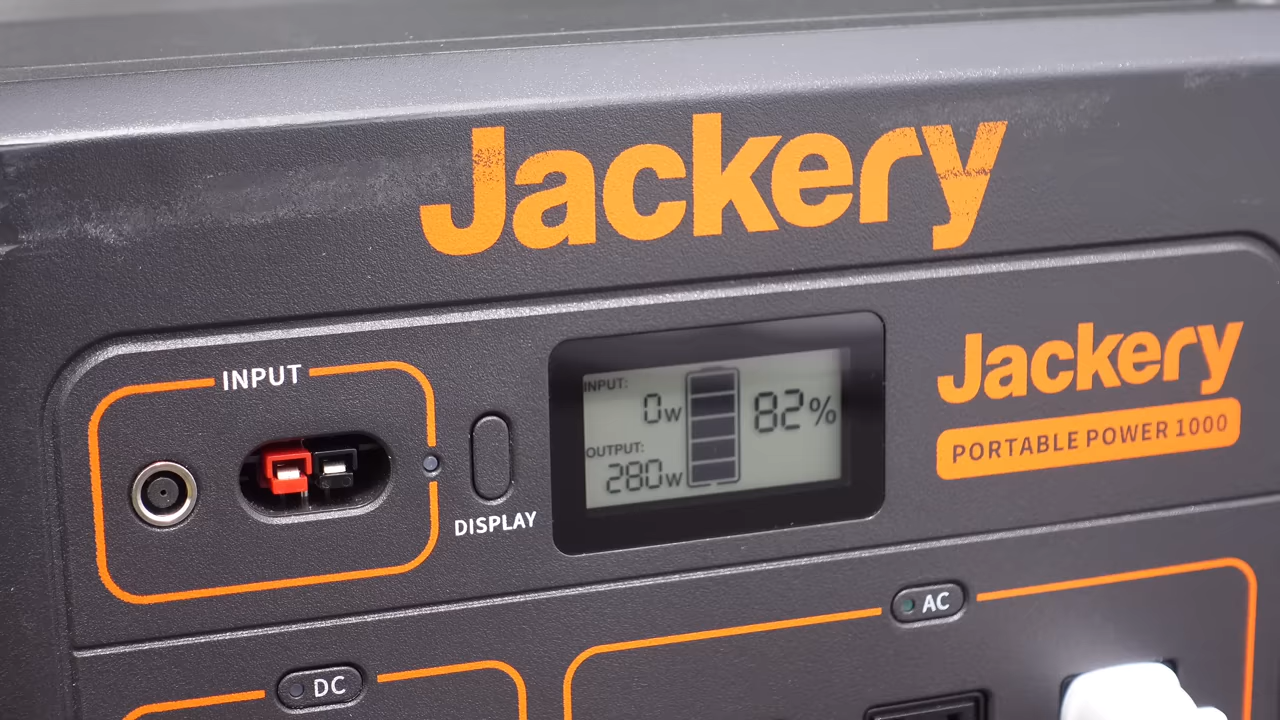 Jackery
INPUT
INPUT:
0w
82%
OUTPUT:
280w
DISPLAY
Jackery
PORTABLE POWER 1000
AC
DC